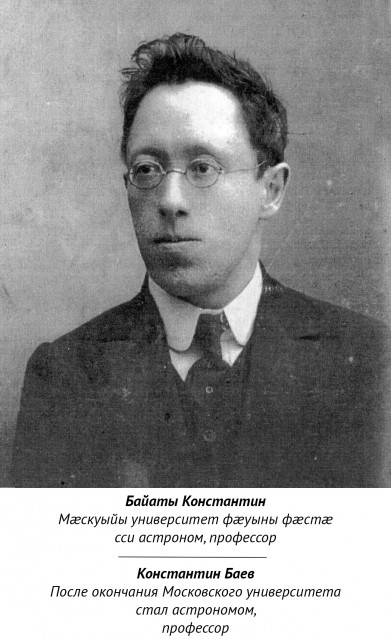 Байаты Константин
Мæскуыйы университет фæуыны фæстæ
сси астроном, профессор
Константин Баев
После окончания Московского университета
стал астрономом,
профессор